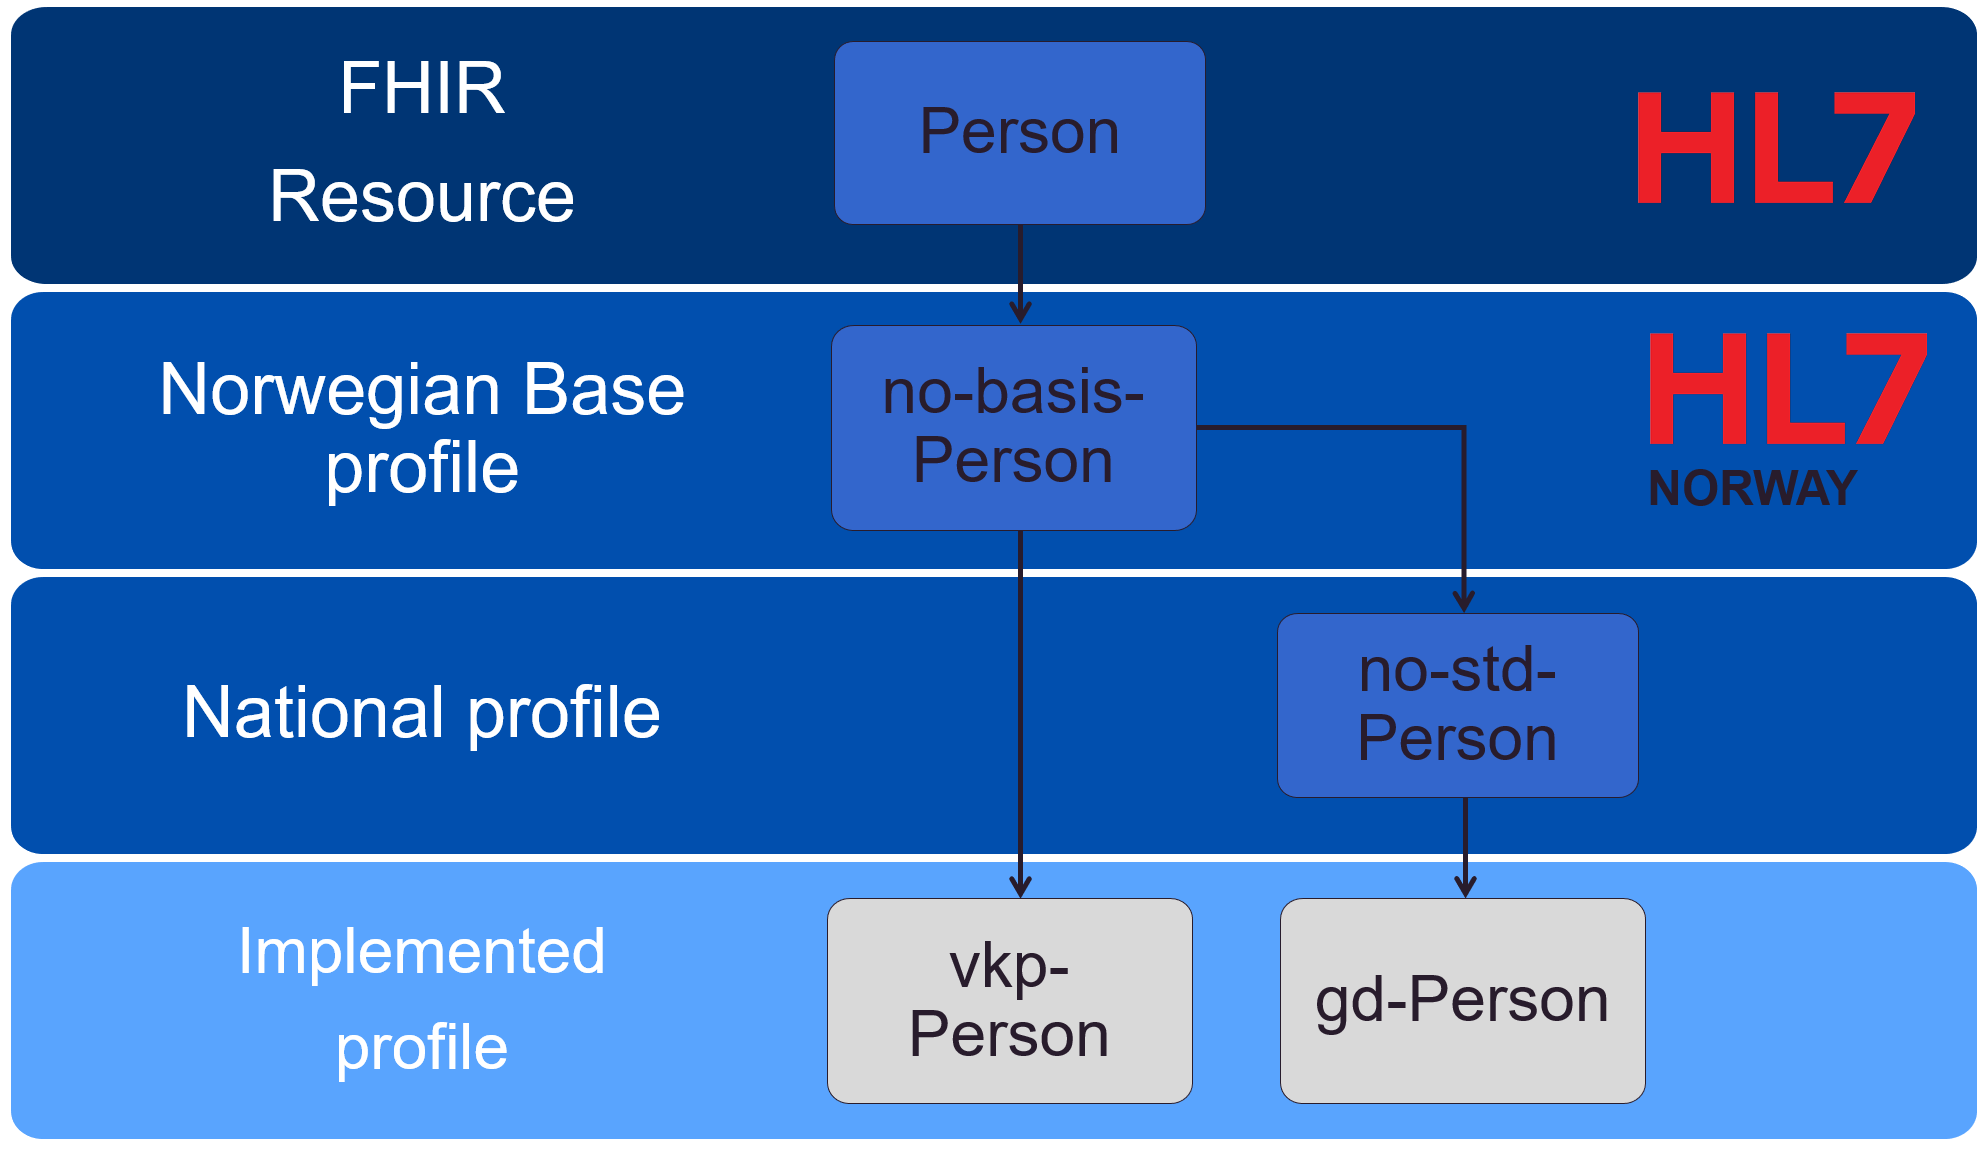 FHIR
Resource
Person
HL7
Norwegian Base
profile
no-basis-
Person
HL7
NORWAY
National profile
no-std-
Person
Implemented
profile
vkp-
Person
gd-Person